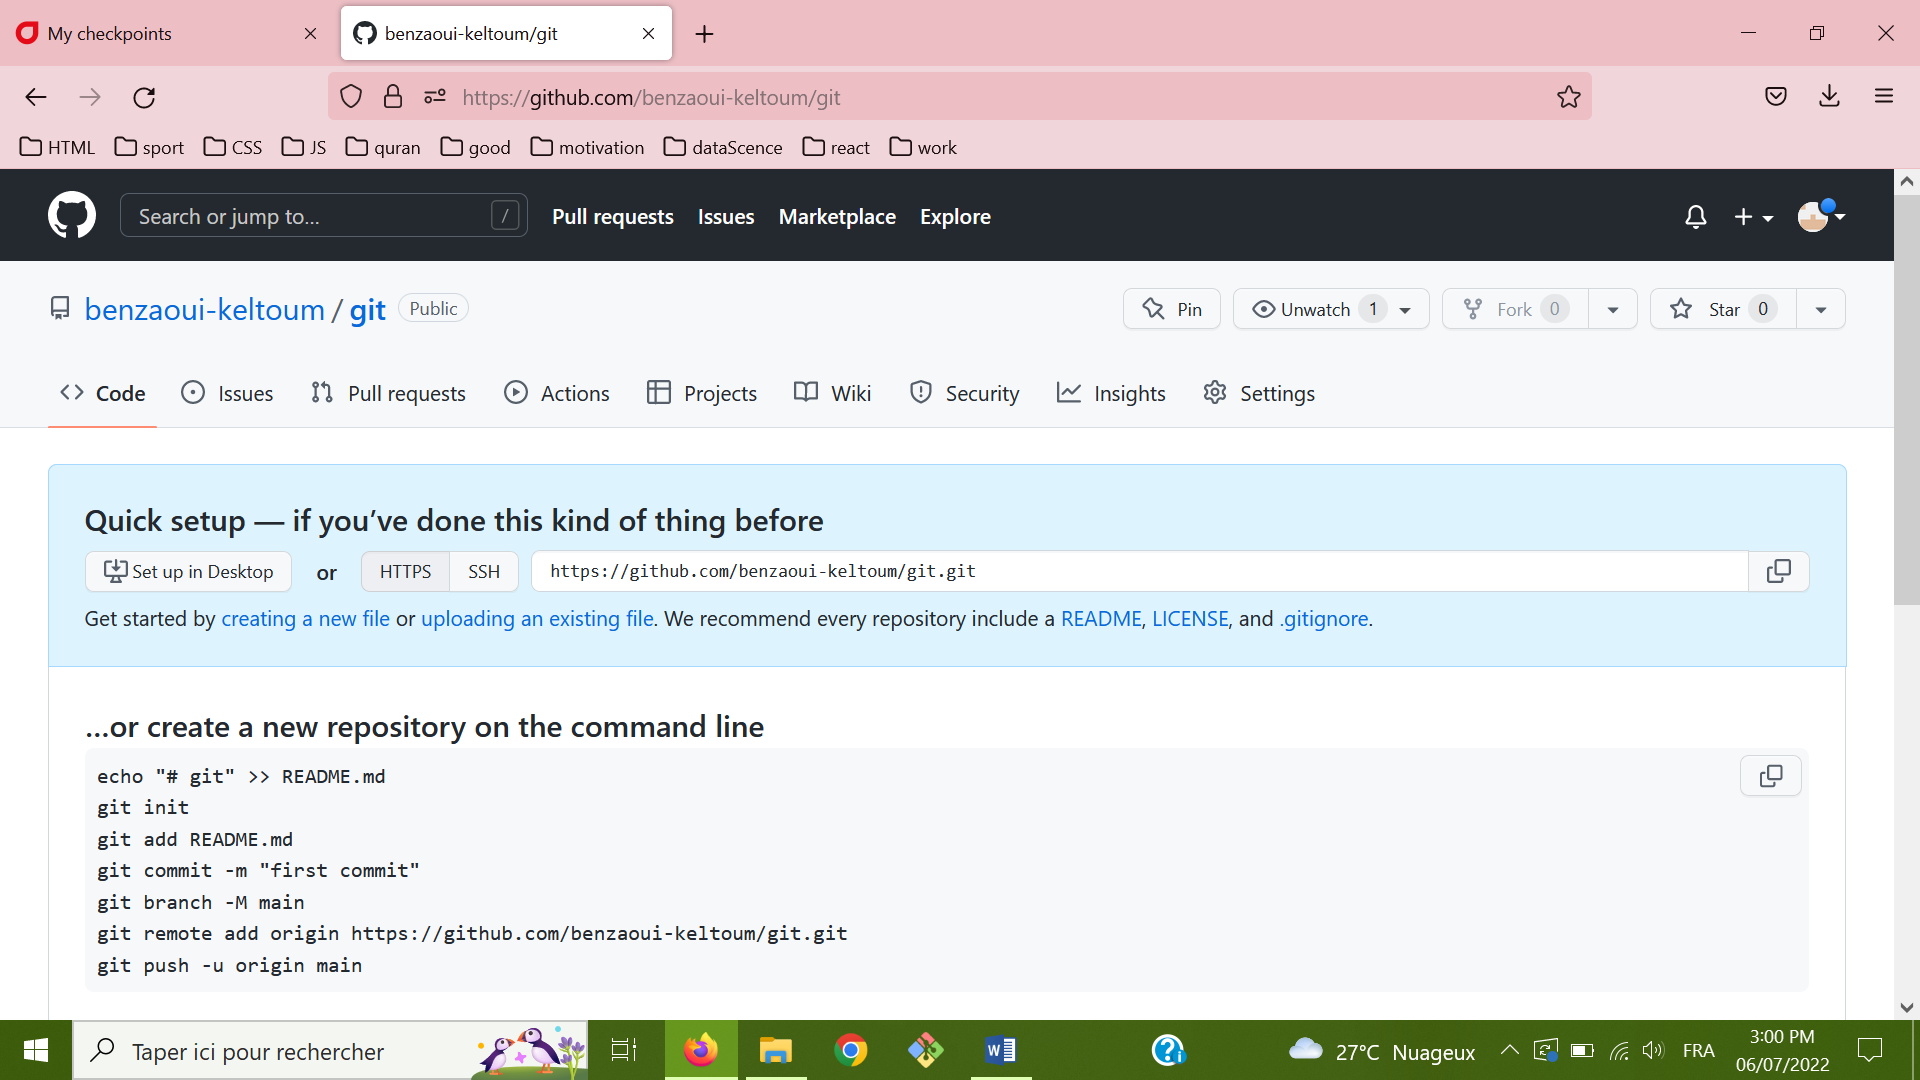 My checkpoints
benzaoui-keltoum/git
https://github.com/benzaoui-keltoum/git
HTML sport CSS JS quran good motivation dataScence react work
Search or jump to... / Pull requests Issues Marketplace Explore
benzaoui-keltoum / git Public Pin Unwatch 1 Fork 0 Star 0
Code Issues Pull requests Actions Projects Wiki Security Insights Settings
Quick setup — if you’ve done this kind of thing before
Set up in Desktop or HTTPS SSH https://github.com/benzaoui-keltoum/git.git
Get started by creating a new file or uploading an existing file. We recommend every repository include a README, LICENSE, and .gitignore.
…or create a new repository on the command line
echo "# git" >> README.md
git init
git add README.md
git commit -m "first commit"
git branch -M main
git remote add origin https://github.com/benzaoui-keltoum/git.git
git push -u origin main
Taper ici pour rechercher
27°C Nuageux
FRA
3:00 PM
06/07/2022